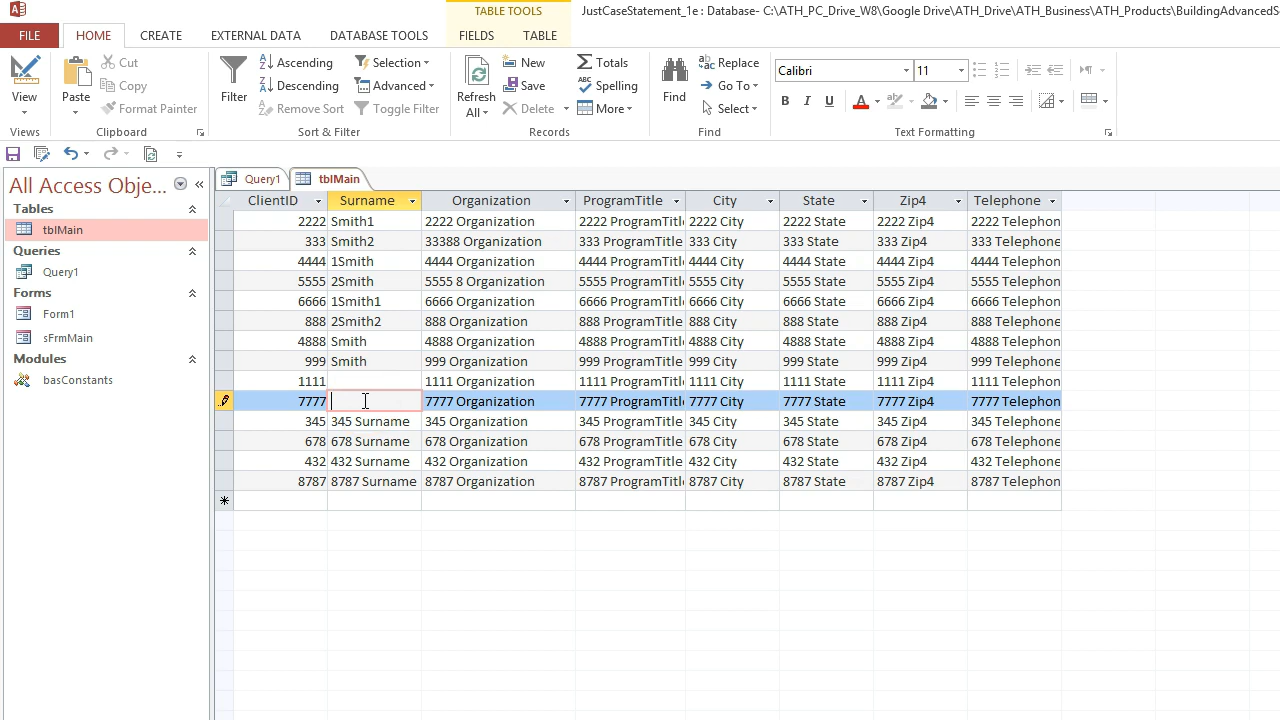 TABLE TOOLS JustCaseStatement_1e : Database- C:\ATH_PC_Drive_W8\Google Drive\ATH_Drive\ATH_Business\ATH_Products\BuildingAdvancedS
FILE HOME CREATE EXTERNAL DATA DATABASE TOOLS FIELDS TABLE
View
Views
Paste
Cut
Copy
Format Painter
Clipboard
Filter
Ascending
Descending
Remove Sort
Selection
Advanced
Toggle Filter
Sort & Filter
Refresh
All
New
Save
Delete
Totals
Spelling
More
Records
Find
Replace
Go To
Select
Find
Calibri 11
B I U A
Text Formatting
All Access Obje...
Tables
tblMain
Queries
Query1
Forms
Form1
sFrmMain
Modules
basConstants
Query1 tblMain
ClientID Surname Organization ProgramTitle City State Zip4 Telephone
2222 Smith1 2222 Organization 2222 ProgramTitl 2222 City 2222 State 2222 Zip4 2222 Telephon
333 Smith2 33388 Organization 333 ProgramTitle 333 City 333 State 333 Zip4 333 Telephone
4444 1Smith 4444 Organization 4444 ProgramTitl 4444 City 4444 State 4444 Zip4 4444 Telephon
5555 2Smith 5555 8 Organization 5555 ProgramTitl 5555 City 5555 State 5555 Zip4 5555 Telephon
6666 1Smith1 6666 Organization 6666 ProgramTitl 6666 City 6666 State 6666 Zip4 6666 Telephon
888 2Smith2 888 Organization 888 ProgramTitle 888 City 888 State 888 Zip4 888 Telephone
4888 Smith 4888 Organization 4888 ProgramTitl 4888 City 4888 State 4888 Zip4 4888 Telephon
999 Smith 999 Organization 999 ProgramTitle 999 City 999 State 999 Zip4 999 Telephone
1111 1111 Organization 1111 ProgramTitl 1111 City 1111 State 1111 Zip4 1111 Telephon
7777 7777 Organization 7777 ProgramTitl 7777 City 7777 State 7777 Zip4 7777 Telephon
345 345 Surname 345 Organization 345 ProgramTitle 345 City 345 State 345 Zip4 345 Telephone
678 678 Surname 678 Organization 678 ProgramTitle 678 City 678 State 678 Zip4 678 Telephone
432 432 Surname 432 Organization 432 ProgramTitle 432 City 432 State 432 Zip4 432 Telephone
8787 8787 Surname 8787 Organization 8787 ProgramTitl 8787 City 8787 State 8787 Zip4 8787 Telephon